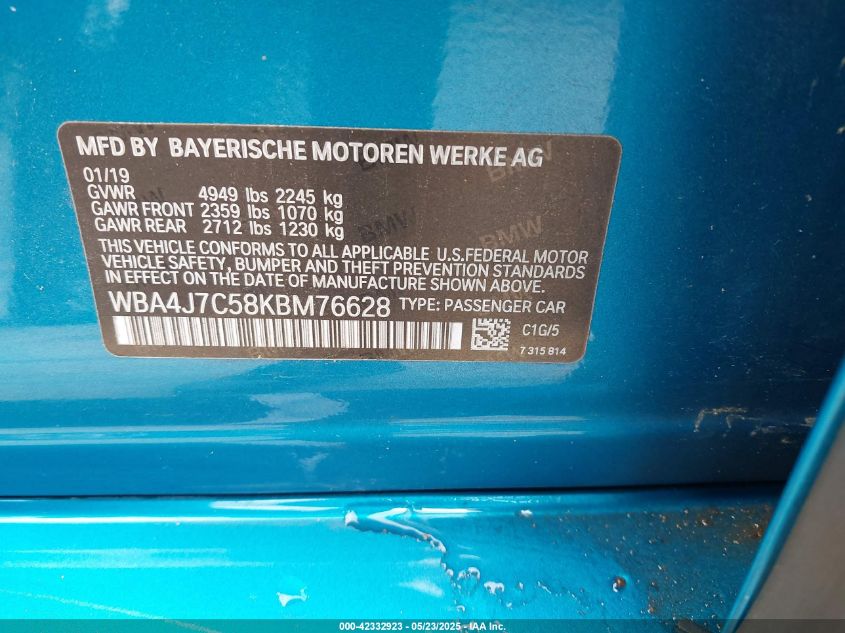 MFD BY BAYERISCHE MOTOREN WERKE AG
01/19
GVWR 4949 lbs 2245 kg
GAWR FRONT 2359 lbs 1070 kg
GAWR REAR 2712 lbs 1230 kg
THIS VEHICLE CONFORMS TO ALL APPLICABLE U.S.FEDERAL MOTOR
VEHICLE SAFETY, BUMPER AND THEFT PREVENTION STANDARDS
IN EFFECT ON THE DATE OF MANUFACTURE SHOWN ABOVE.
WBA4J7C58KBM76628 TYPE: PASSENGER CAR
C1G/5
7 315 814
BMW
BMW
000-42332923 - 05/23/2025 - IAA Inc.